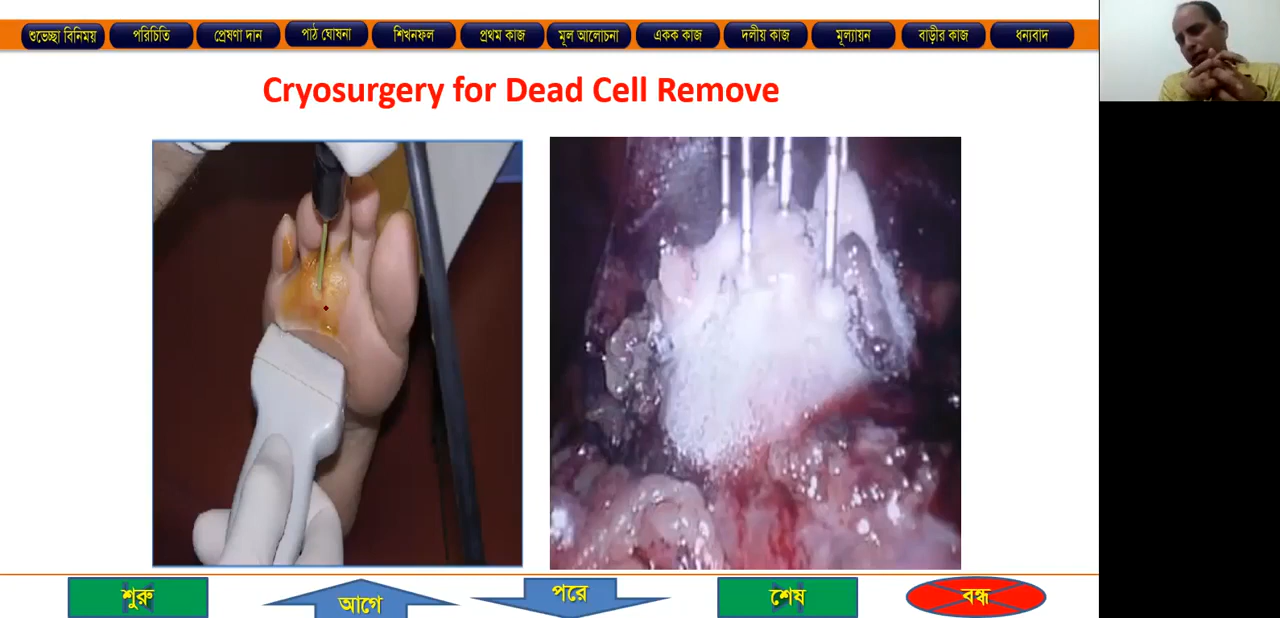 শুভেচ্ছা বিনিময় পরিচিতি প্রেষণা দান পাঠ ঘোষনা শিখনফল প্রথম কাজ মূল আলোচনা একক কাজ দলীয় কাজ মূল্যায়ন বাড়ীর কাজ ধন্যবাদ
Cryosurgery for Dead Cell Remove
শুরু আগে পরে শেষ বন্ধ